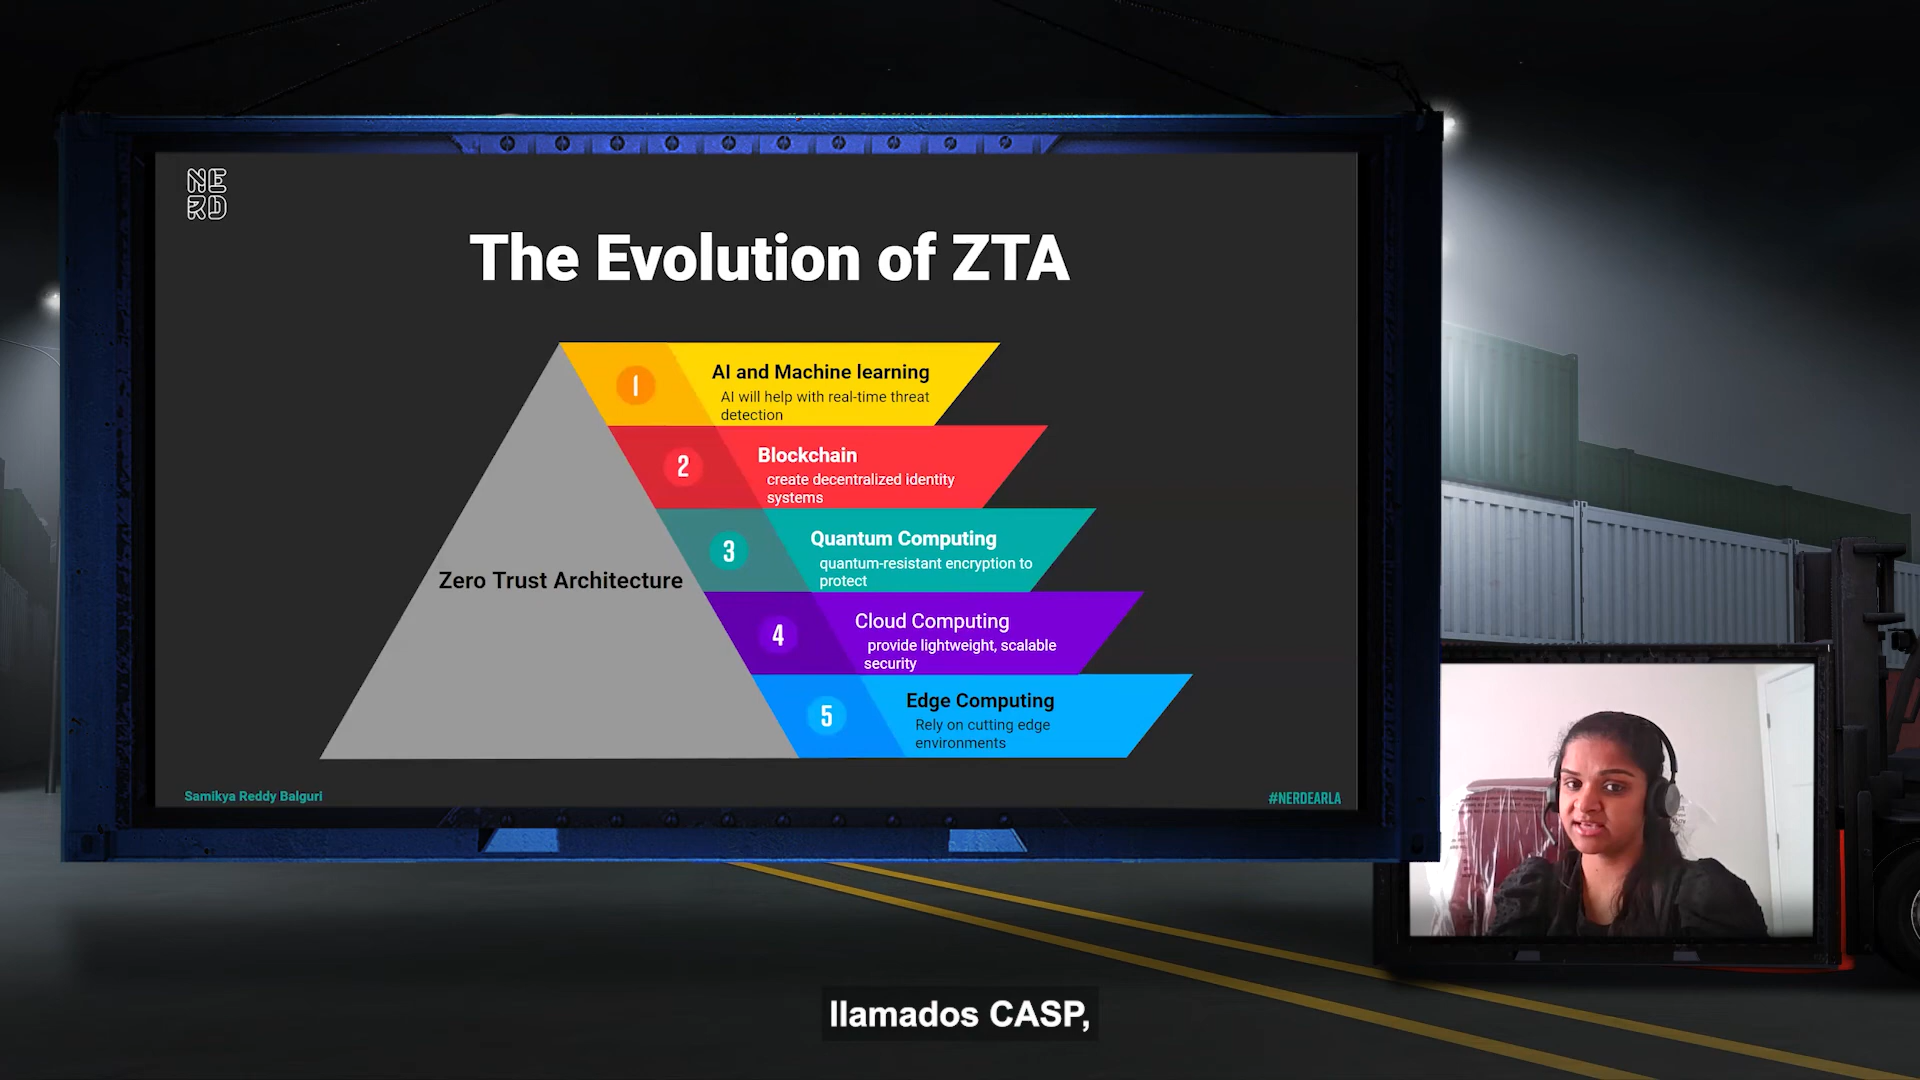 NE
RD
The Evolution of ZTA
Zero Trust Architecture
1
AI and Machine learning
AI will help with real-time threat
detection
2
Blockchain
create decentralized identity
systems
3
Quantum Computing
quantum-resistant encryption to
protect
4
Cloud Computing
provide lightweight, scalable
security
5
Edge Computing
Rely on cutting edge
environments
Samikya Reddy Balguri
#NERDEARLA
llamados CASP,